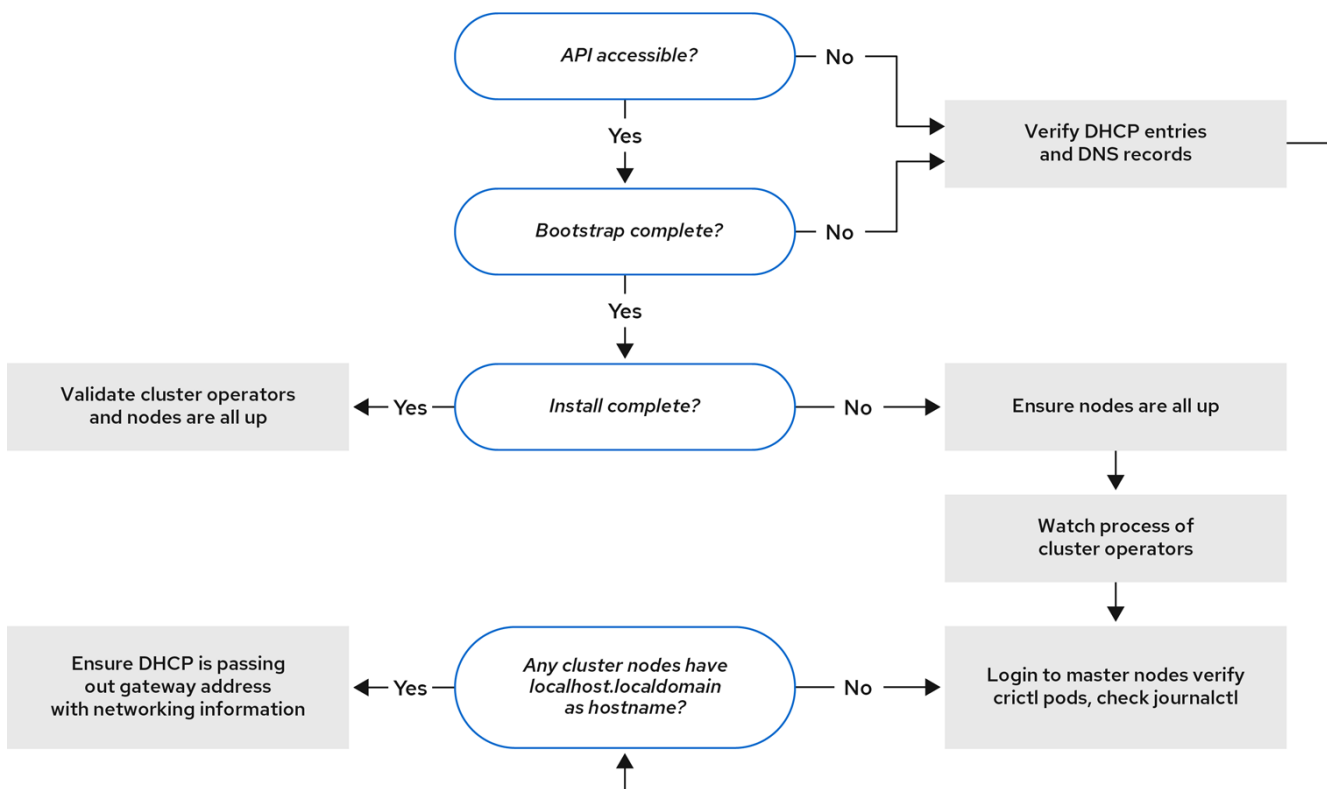 API accessible?
No
Yes
Verify DHCP entries
and DNS records
Bootstrap complete?
No
Yes
Validate cluster operators
and nodes are all up
Yes
Install complete?
No
Ensure nodes are all up
Watch process of
cluster operators
Ensure DHCP is passing
out gateway address
with networking information
Yes
Any cluster nodes have
localhost.localdomain
as hostname?
No
Login to master nodes verify
crictl pods, check journalctl